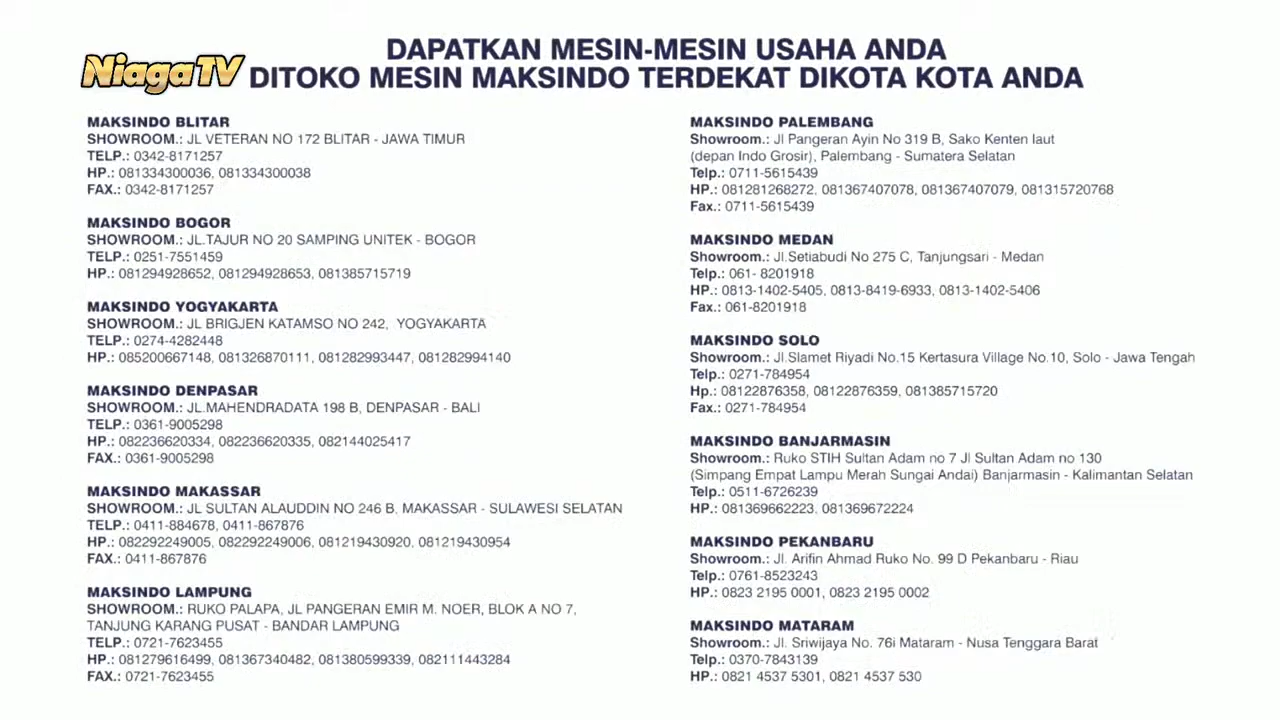 NiagaTV
DAPATKAN MESIN-MESIN USAHA ANDA
DITOKO MESIN MAKSINDO TERDEKAT DIKOTA KOTA ANDA
MAKSINDO BLITAR
SHOWROOM.: JL VETERAN NO 172 BLITAR - JAWA TIMUR
TELP.: 0342-8171257
HP.: 081334300036, 081334300038
FAX.: 0342-8171257
MAKSINDO BOGOR
SHOWROOM.: JL.TAJUR NO 20 SAMPING UNITEK - BOGOR
TELP.: 0251-7551459
HP.: 081294928652, 081294928653, 081385715719
MAKSINDO YOGYAKARTA
SHOWROOM.: JL BRIGJEN KATAMSO NO 242, YOGYAKARTA
TELP.: 0274-4282448
HP.: 085200667148, 081326870111, 081282993447, 081282994140
MAKSINDO DENPASAR
SHOWROOM.: JL.MAHENDRADATA 198 B, DENPASAR - BALI
TELP.: 0361-9005298
HP.: 082236620334, 082236620335, 082144025417
FAX.: 0361-9005298
MAKSINDO MAKASSAR
SHOWROOM.: JL SULTAN ALAUDDIN NO 246 B, MAKASSAR - SULAWESI SELATAN
TELP.: 0411-884678, 0411-867876
HP.: 082292249005, 082292249006, 081219430920, 081219430954
FAX.: 0411-867876
MAKSINDO LAMPUNG
SHOWROOM.: RUKO PALAPA, JL PANGERAN EMIR M. NOER, BLOK A NO 7,
TANJUNG KARANG PUSAT - BANDAR LAMPUNG
TELP.: 0721-7623455
HP.: 081279616499, 081367340482, 081380599339, 082111443284
FAX.: 0721-7623455
MAKSINDO PALEMBANG
Showroom.: Jl Pangeran Ayin No 319 B, Sako Kenten laut
(depan Indo Grosir), Palembang - Sumatera Selatan
Telp.: 0711-5615439
HP.: 081281268272, 081367407078, 081367407079, 081315720768
Fax.: 0711-5615439
MAKSINDO MEDAN
Showroom.: Jl.Setiabudi No 275 C, Tanjungsari - Medan
Telp.: 061- 8201918
HP.: 0813-1402-5405, 0813-8419-6933, 0813-1402-5406
Fax.: 061-8201918
MAKSINDO SOLO
Showroom.: Jl.Slamet Riyadi No.15 Kertasura Village No.10, Solo - Jawa Tengah
Telp.: 0271-784954
Hp.: 08122876358, 08122876359, 081385715720
Fax.: 0271-784954
MAKSINDO BANJARMASIN
Showroom.: Ruko STIH Sultan Adam no 7 Jl Sultan Adam no 130
(Simpang Empat Lampu Merah Sungai Andai) Banjarmasin - Kalimantan Selatan
Telp.: 0511-6726239
HP.: 081369662223, 081369672224
MAKSINDO PEKANBARU
Showroom.: Jl. Arifin Ahmad Ruko No. 99 D Pekanbaru - Riau
Telp.: 0761-8523243
HP.: 0823 2195 0001, 0823 2195 0002
MAKSINDO MATARAM
Showroom.: Jl. Sriwijaya No. 76i Mataram - Nusa Tenggara Barat
Telp.: 0370-7843139
HP.: 0821 4537 5301, 0821 4537 530